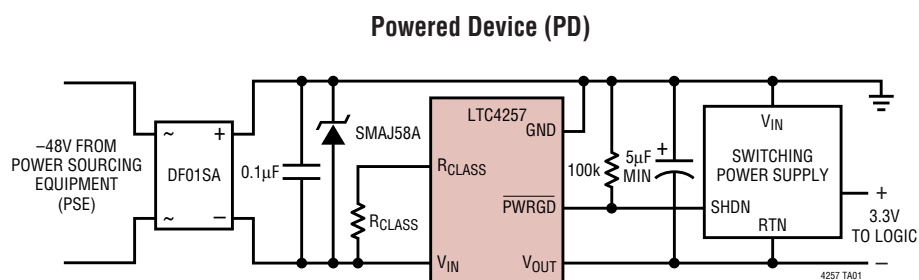 Powered Device (PD)
–48V FROM
POWER SOURCING
EQUIPMENT
(PSE)
~
+
DF01SA
~
–
0.1µF
SMAJ58A
RCLASS
LTC4257
GND
RCLASS
PWRGD
VIN
VOUT
100k
5µF
MIN
+
VIN
SWITCHING
POWER SUPPLY
SHDN
RTN
+
3.3V
TO LOGIC
–
4257 TA01